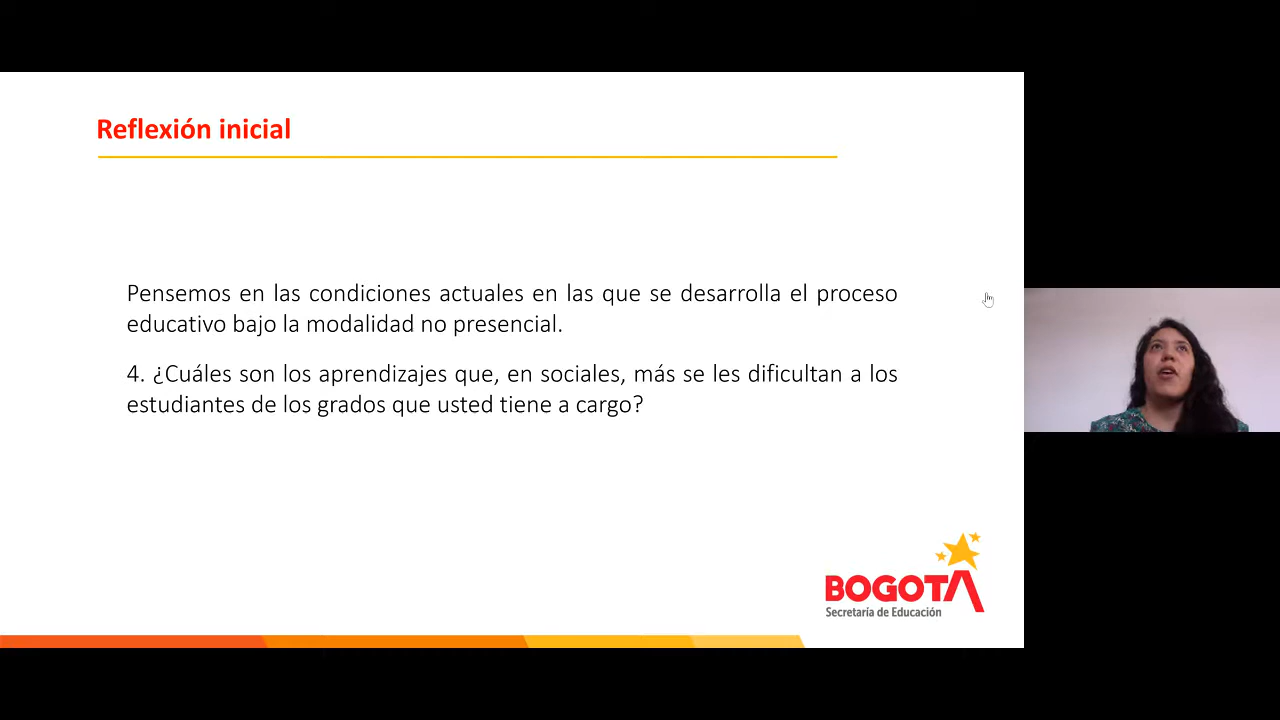 Reflexión inicial
Pensemos en las condiciones actuales en las que se desarrolla el proceso
educativo bajo la modalidad no presencial.
4. ¿Cuáles son los aprendizajes que, en sociales, más se les dificultan a los
estudiantes de los grados que usted tiene a cargo?
BOGOTA
Secretaría de Educación